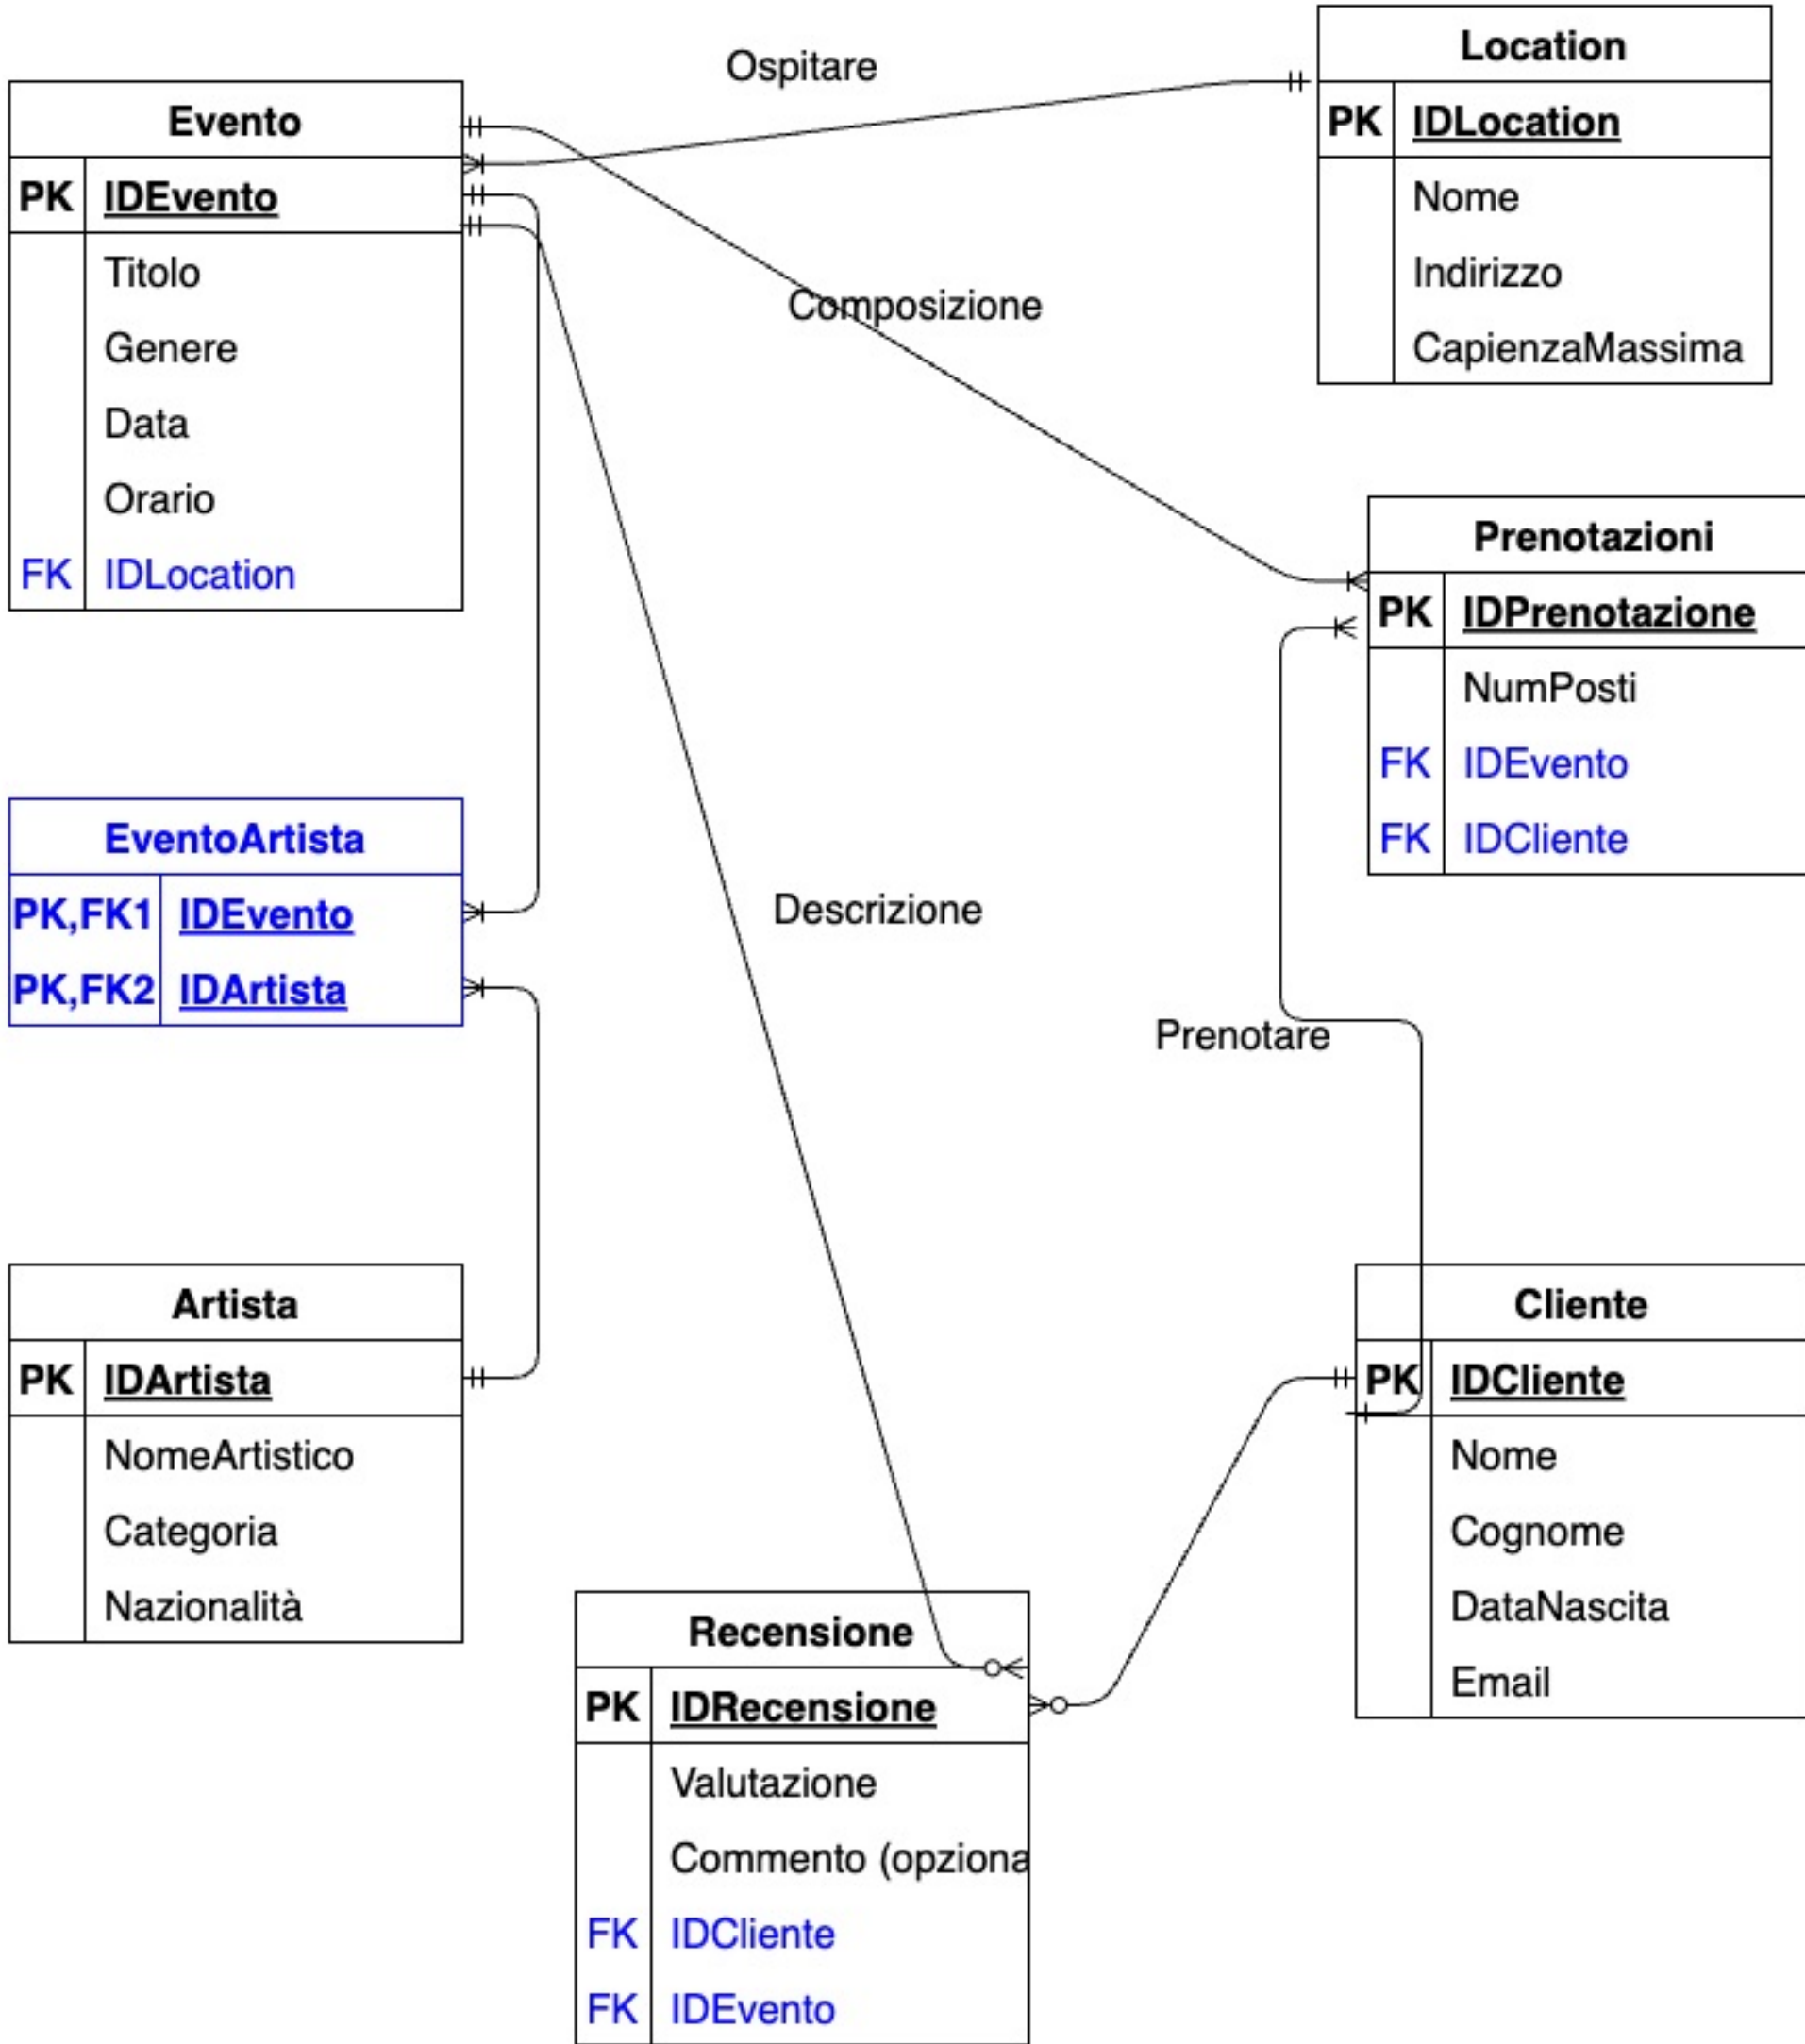 Ospitare
Location
PK IDLocation
Nome
Indirizzo
CapienzaMassima
Evento
PK IDEvento
Titolo
Genere
Data
Orario
FK IDLocation
Composizione
Prenotazioni
PK IDPrenotazione
NumPosti
FK IDEvento
FK IDCliente
EventoArtista
PK,FK1 IDEvento
PK,FK2 IDArtista
Descrizione
Prenotare
Artista
PK IDArtista
NomeArtistico
Categoria
Nazionalità
Cliente
PK IDCliente
Nome
Cognome
DataNascita
Email
Recensione
PK IDRecensione
Valutazione
Commento (opziona
FK IDCliente
FK IDEvento